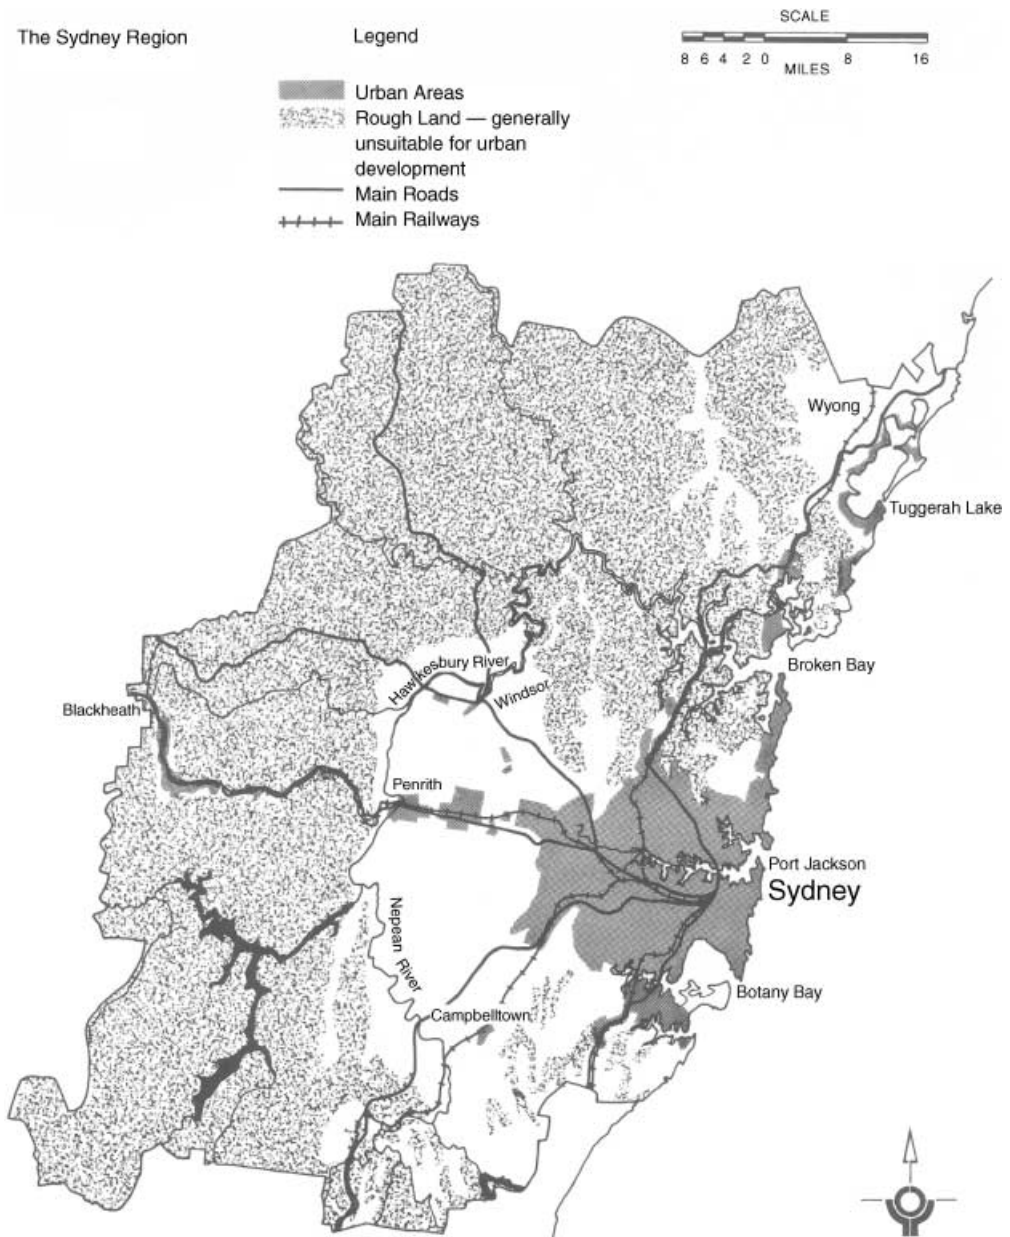 The Sydney Region
Legend
SCALE
8 6 4 2 0 8 16
MILES
Urban Areas
Rough Land — generally
unsuitable for urban
development
Main Roads
Main Railways
Wyong
Tuggerah Lake
Broken Bay
Hawkesbury River
Windsor
Blackheath
Penrith
Port Jackson
Sydney
Nepean River
Botany Bay
Campbelltown